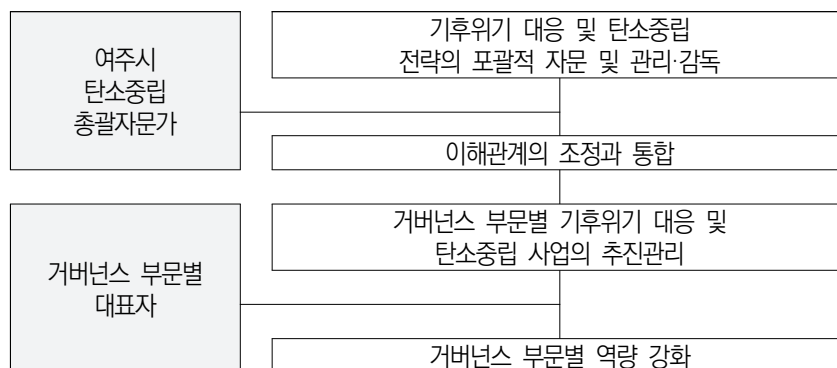 여주시
탄소중립
총괄자문가
기후위기 대응 및 탄소중립
전략의 포괄적 자문 및 관리·감독
이해관계의 조정과 통합
거버넌스 부문별
대표자
거버넌스 부문별 기후위기 대응 및
탄소중립 사업의 추진관리
거버넌스 부문별 역량 강화